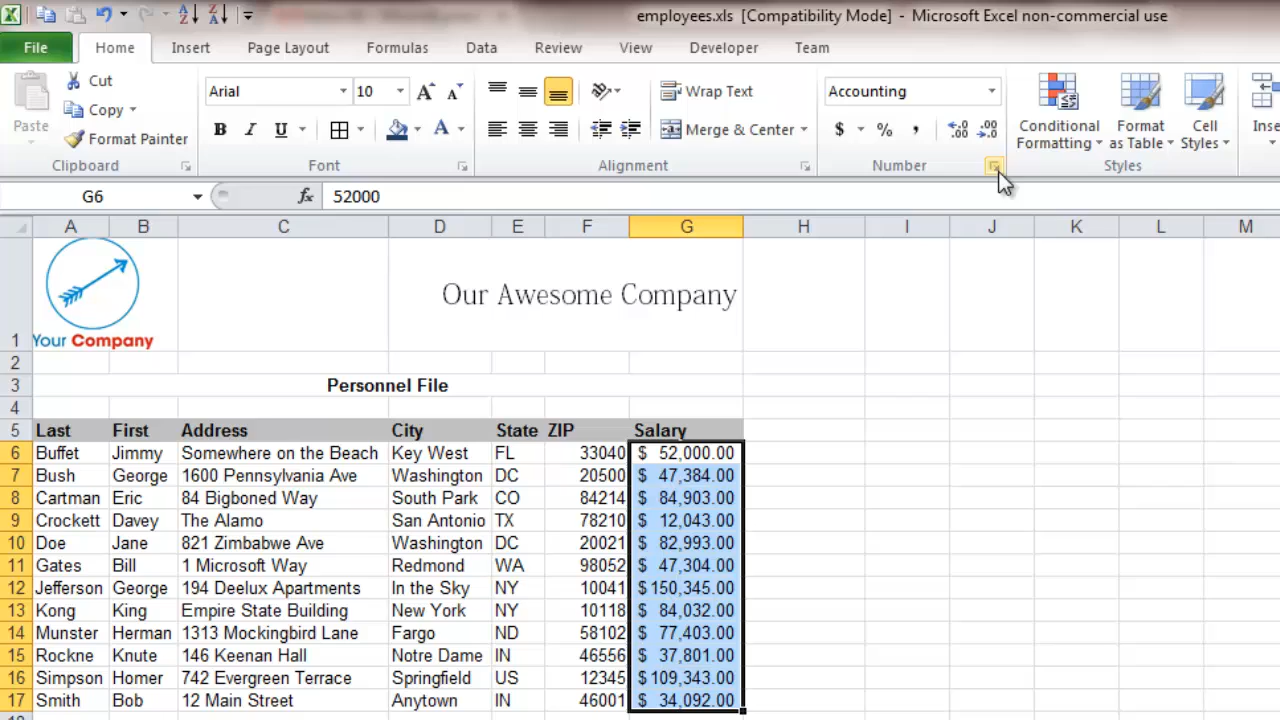 employees.xls [Compatibility Mode] - Microsoft Excel non-commercial use
File Home Insert Page Layout Formulas Data Review View Developer Team
Paste Cut Copy Format Painter Clipboard
Arial 10 B I U A Font
Wrap Text Merge & Center Alignment
Accounting $ % , .00 .0 Number
Conditional Formatting Format as Table Cell Styles Styles
Inse
G6 fx 52000
A B C D E F G H I J K L M
1 Your Company Our Awesome Company
2
3 Personnel File
4
5 Last First Address City State ZIP Salary
6 Buffet Jimmy Somewhere on the Beach Key West FL 33040 $ 52,000.00
7 Bush George 1600 Pennsylvania Ave Washington DC 20500 $ 47,384.00
8 Cartman Eric 84 Bigboned Way South Park CO 84214 $ 84,903.00
9 Crockett Davey The Alamo San Antonio TX 78210 $ 12,043.00
10 Doe Jane 821 Zimbabwe Ave Washington DC 20021 $ 82,993.00
11 Gates Bill 1 Microsoft Way Redmond WA 98052 $ 47,304.00
12 Jefferson George 194 Deelux Apartments In the Sky NY 10041 $150,345.00
13 Kong King Empire State Building New York NY 10118 $ 84,032.00
14 Munster Herman 1313 Mockingbird Lane Fargo ND 58102 $ 77,403.00
15 Rockne Knute 146 Keenan Hall Notre Dame IN 46556 $ 37,801.00
16 Simpson Homer 742 Evergreen Terrace Springfield US 12345 $109,343.00
17 Smith Bob 12 Main Street Anytown IN 46001 $ 34,092.00